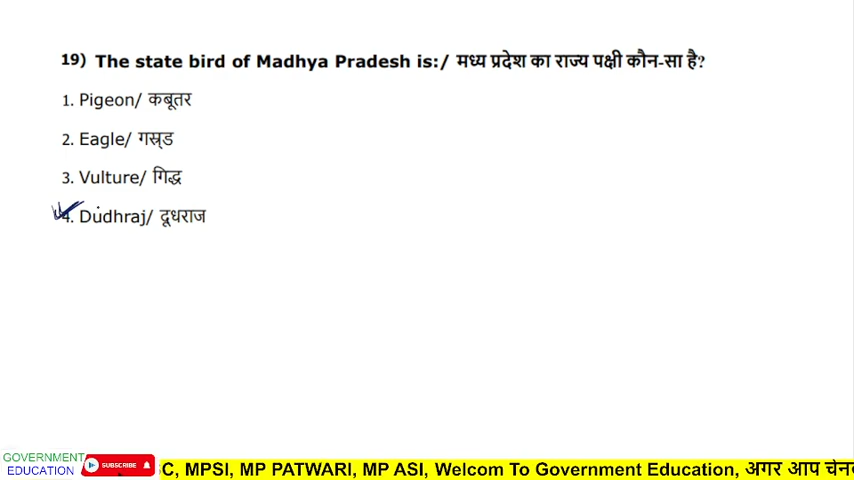 19) The state bird of Madhya Pradesh is:/ मध्य प्रदेश का राज्य पक्षी कौन-सा है?
1. Pigeon/ कबूतर
2. Eagle/ गस्र्ड
3. Vulture/ गिद्ध
4. Dudhraj/ दूधराज
GOVERNMENT
EDUCATION
SUBSCRIBE
C, MPSI, MP PATWARI, MP ASI, Welcom To Government Education, अगर आप